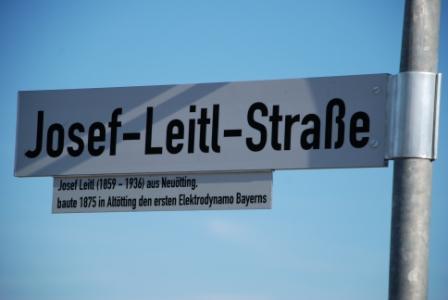 Josef-Leitl-Straße
Josef Leitl (1859 - 1936) aus Neuötting,
baute 1875 in Altötting den ersten Elektrodynamo Bayerns